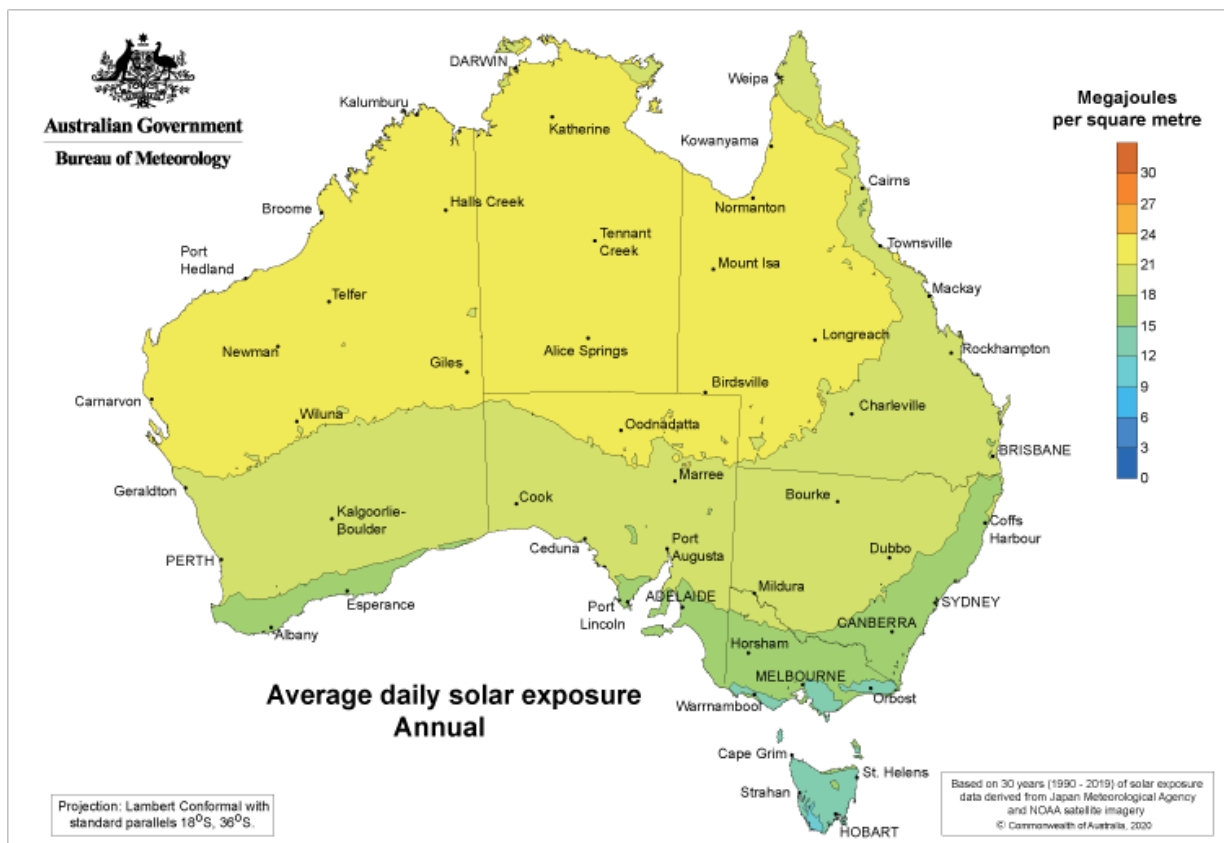 Australian Government
Bureau of Meteorology
DARWIN
Weipa
Kalumburu
Katherine
Kowanyama
Megajoules
per square metre
30
27
24
21
18
15
12
9
6
3
0
Cairns
Broome
Halls Creek
Normanton
Tennant
Creek
Townsville
Port
Hedland
Mount Isa
Telfer
Mackay
Newman
Alice Springs
Longreach
Rockhampton
Giles
Birdsville
Carnarvon
Charleville
Wiluna
Oodnadatta
BRISBANE
Marree
Geraldton
Cook
Bourke
Kalgoorlie-
Boulder
Coffs
Harbour
Ceduna
Port
Augusta
Dubbo
PERTH
Mildura
ADELAIDE
Esperance
Port
Lincoln
SYDNEY
CANBERRA
Albany
Horsham
MELBOURNE
Warrnambool
Orbost
Average daily solar exposure
Annual
Cape Grim
St. Helens
Strahan
HOBART
Projection: Lambert Conformal with
standard parallels 18°S, 36°S.
Based on 30 years (1990 - 2019) of solar exposure
data derived from Japan Meteorological Agency
and NOAA satellite imagery
© Commonwealth of Australia, 2020